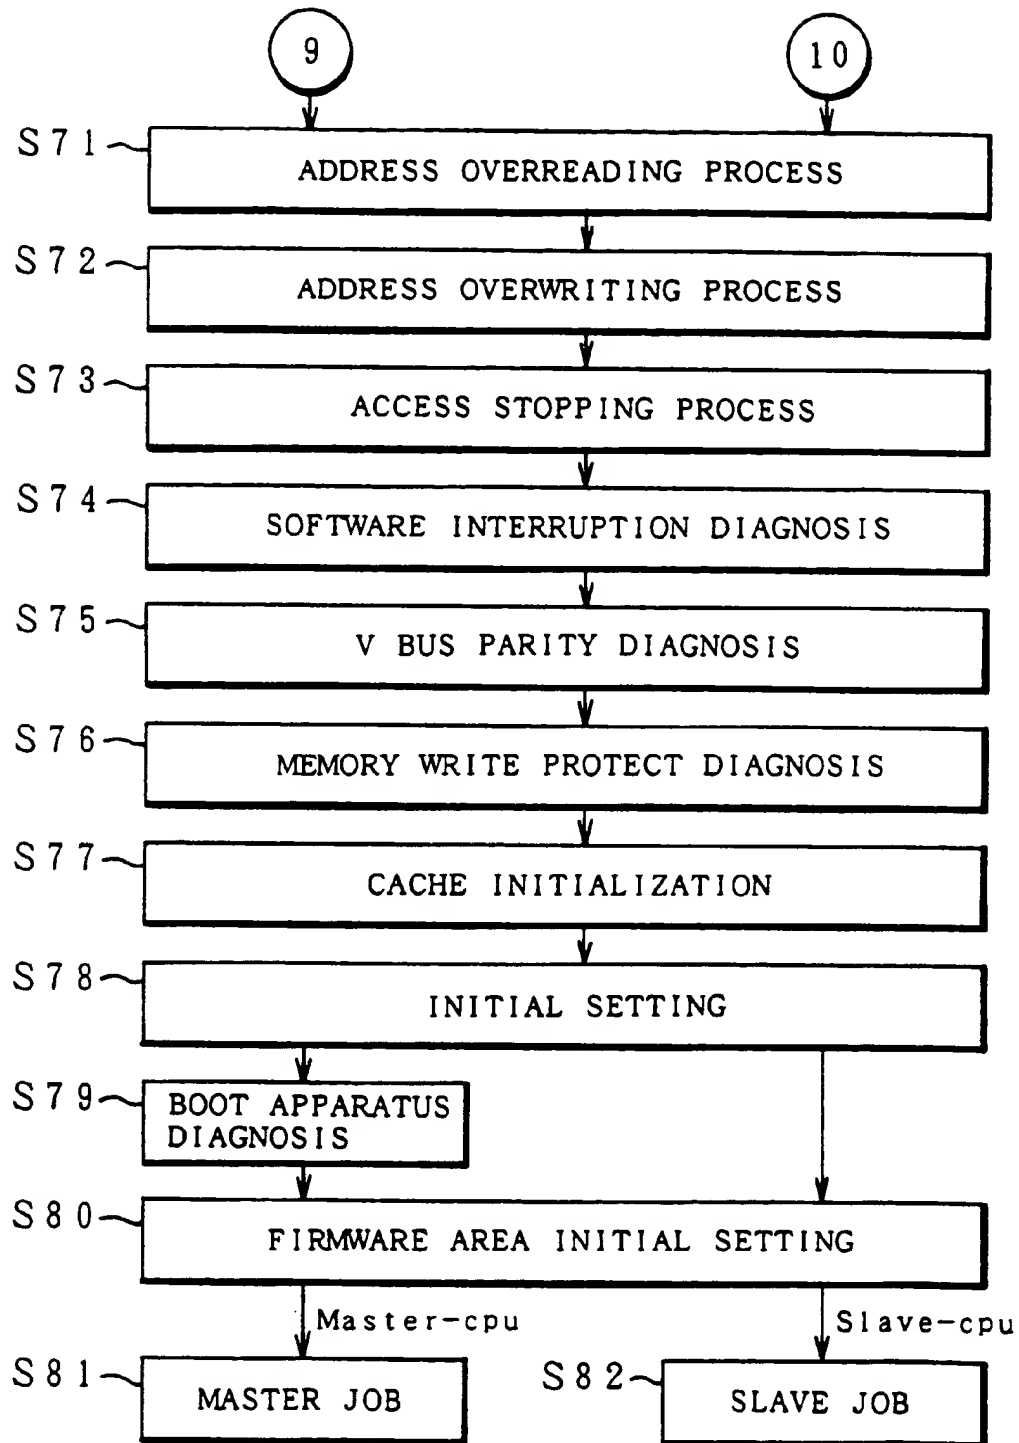 9
10
S71
ADDRESS OVERREADING PROCESS
S72
ADDRESS OVERWRITING PROCESS
S73
ACCESS STOPPING PROCESS
S74
SOFTWARE INTERRUPTION DIAGNOSIS
S75
V BUS PARITY DIAGNOSIS
S76
MEMORY WRITE PROTECT DIAGNOSIS
S77
CACHE INITIALIZATION
S78
INITIAL SETTING
S79
BOOT APPARATUS
DIAGNOSIS
S80
FIRMWARE AREA INITIAL SETTING
Master-cpu
Slave-cpu
S81
MASTER JOB
S82
SLAVE JOB